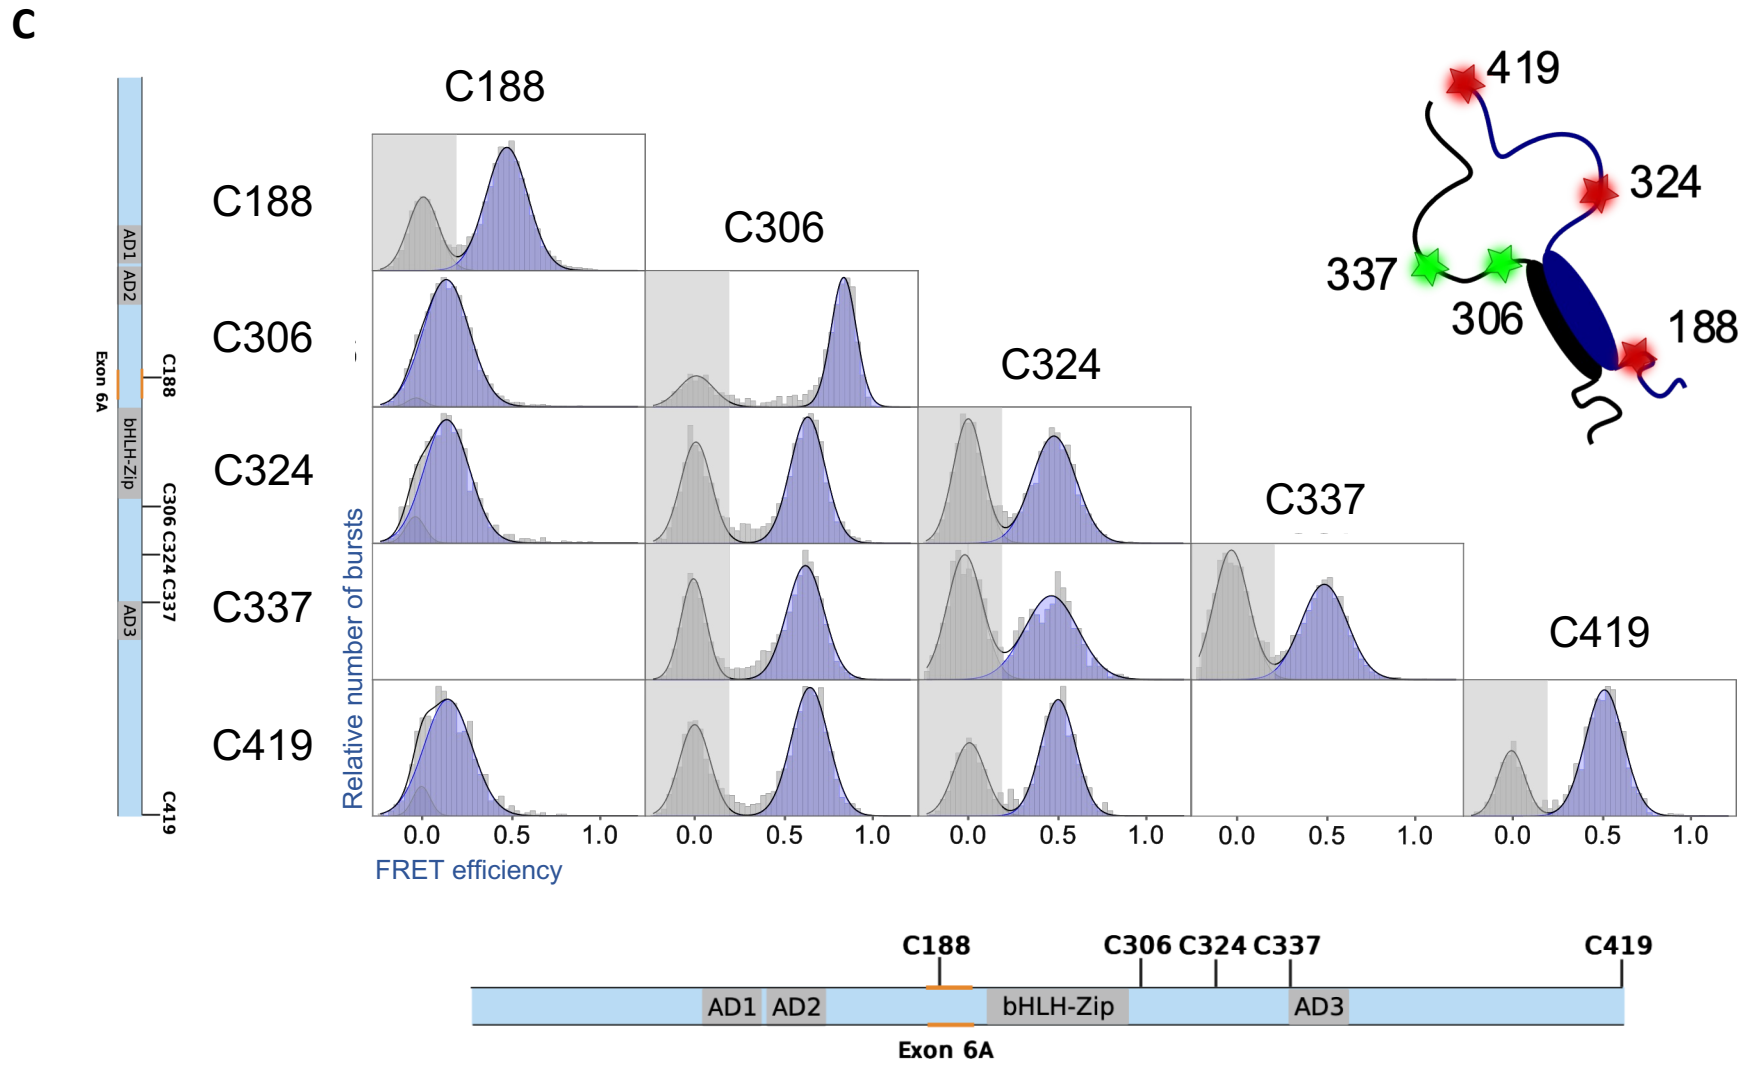 C
C188
C188
C306
C306
C324
C324
C337
C337
C419
C419
419
324
337
306
188
AD1
AD2
Exon 6A
C188
bHLH-Zip
C306 C324 C337
AD3
C419
Relative number of bursts
0.0 0.5 1.0 0.0 0.5 1.0 0.0 0.5 1.0 0.0 0.5 1.0 0.0 0.5 1.0
FRET efficiency
C188 C306 C324 C337 C419
AD1 AD2 bHLH-Zip AD3
Exon 6A